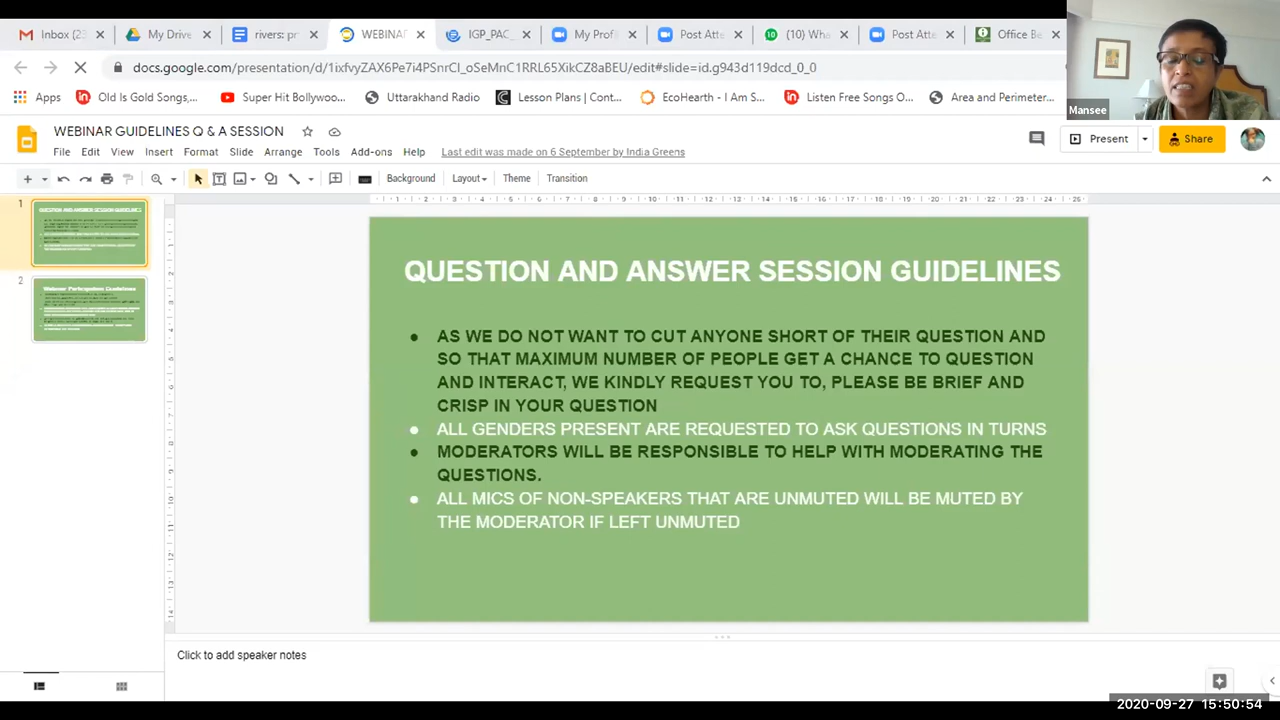 Inbox (23
My Drive
rivers: pr
WEBINAR
IGP_PAC_
My Profi
Post Atte
(10) Wha
Post Atte
Office Be
docs.google.com/presentation/d/1ixfvyZAX6PeZ4PSnrCl_oSeMnC1RRL65XikCZ8aBEU/edit#slide=id.g943d119dcd_0_0
Apps
Old Is Gold Songs,...
Super Hit Bollywoo...
Uttarakhand Radio
Lesson Plans | Cont...
EcoHearth - I Am S...
Listen Free Songs O...
Area and Perimeter...
Mansee
WEBINAR GUIDELINES Q & A SESSION
File Edit View Insert Format Slide Arrange Tools Add-ons Help Last edit was made on 6 September by India Greens
Present
Share
Background Layout Theme Transition
1
QUESTION AND ANSWER SESSION GUIDELINES
AS WE DO NOT WANT TO CUT ANYONE SHORT OF THEIR QUESTION AND
SO THAT MAXIMUM NUMBER OF PEOPLE GET A CHANCE TO QUESTION
AND INTERACT, WE KINDLY REQUEST YOU TO, PLEASE BE BRIEF AND
CRISP IN YOUR QUESTION
ALL GENDERS PRESENT ARE REQUESTED TO ASK QUESTIONS IN TURNS
MODERATORS WILL BE RESPONSIBLE TO HELP WITH MODERATING THE
QUESTIONS.
ALL MICS OF NON-SPEAKERS THAT ARE UNMUTED WILL BE MUTED BY
THE MODERATOR IF LEFT UNMUTED
2
Webinar Participation Guidelines
Click to add speaker notes
2020-09-27 15:50:54